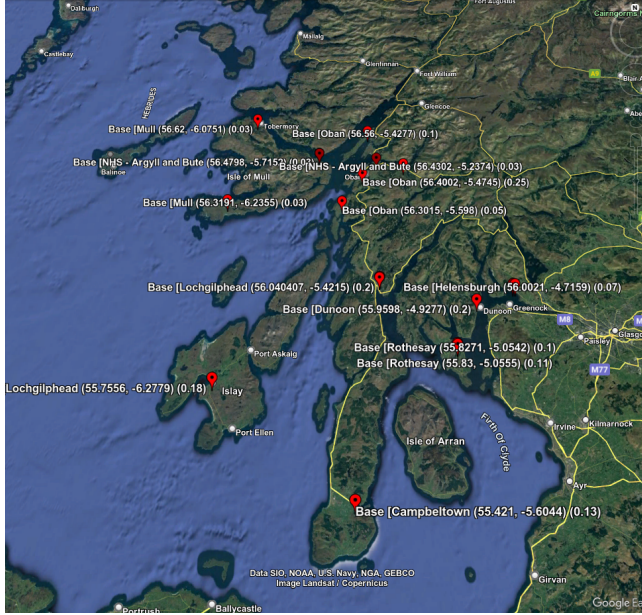 Daliburgh
Fort Augustus
N
Cairngorms N
Mallaig
Castlebay
Glenfinnan
Fort William
A9
Blair A
HEBRIDES
Glencoe
Base [Mull (56.62, -6.0751) (0.03)
Tobermory
Base [Oban (56.56, -5.4277) (0.1)
Base [NHS - Argyll and Bute (56.4798, -5.7152) (0.03)
Base [NHS - Argyll and Bute (56.4302, -5.2374) (0.03)
Balinoe
Isle of Mull
Oban
Base [Oban (56.4002, -5.4745) (0.25)
Base [Mull (56.3191, -6.2355) (0.03)
Base [Oban (56.3015, -5.598) (0.05)
Base [Lochgilphead (56.040407, -5.4215) (0.2)
Base [Helensburgh (56.0021, -4.7159) (0.07)
Base [Dunoon (55.9598, -4.9277) (0.2)
Dunoon
Greenock
M8
Glasgo
Paisley
Base [Rothesay (55.8271, -5.0542) (0.1)
Port Askaig
Base [Rothesay (55.83, -5.0555) (0.11)
M77
Lochgilphead (55.7556, -6.2779) (0.18)
Islay
Port Ellen
Isle of Arran
Firth Of Clyde
Irvine
Kilmarnock
Ayr
Base [Campbeltown (55.421, -5.6044) (0.13)
Data SIO, NOAA, U.S. Navy, NGA, GEBCO
Image Landsat / Copernicus
Girvan
Portrush
Ballycastle
Google Ea